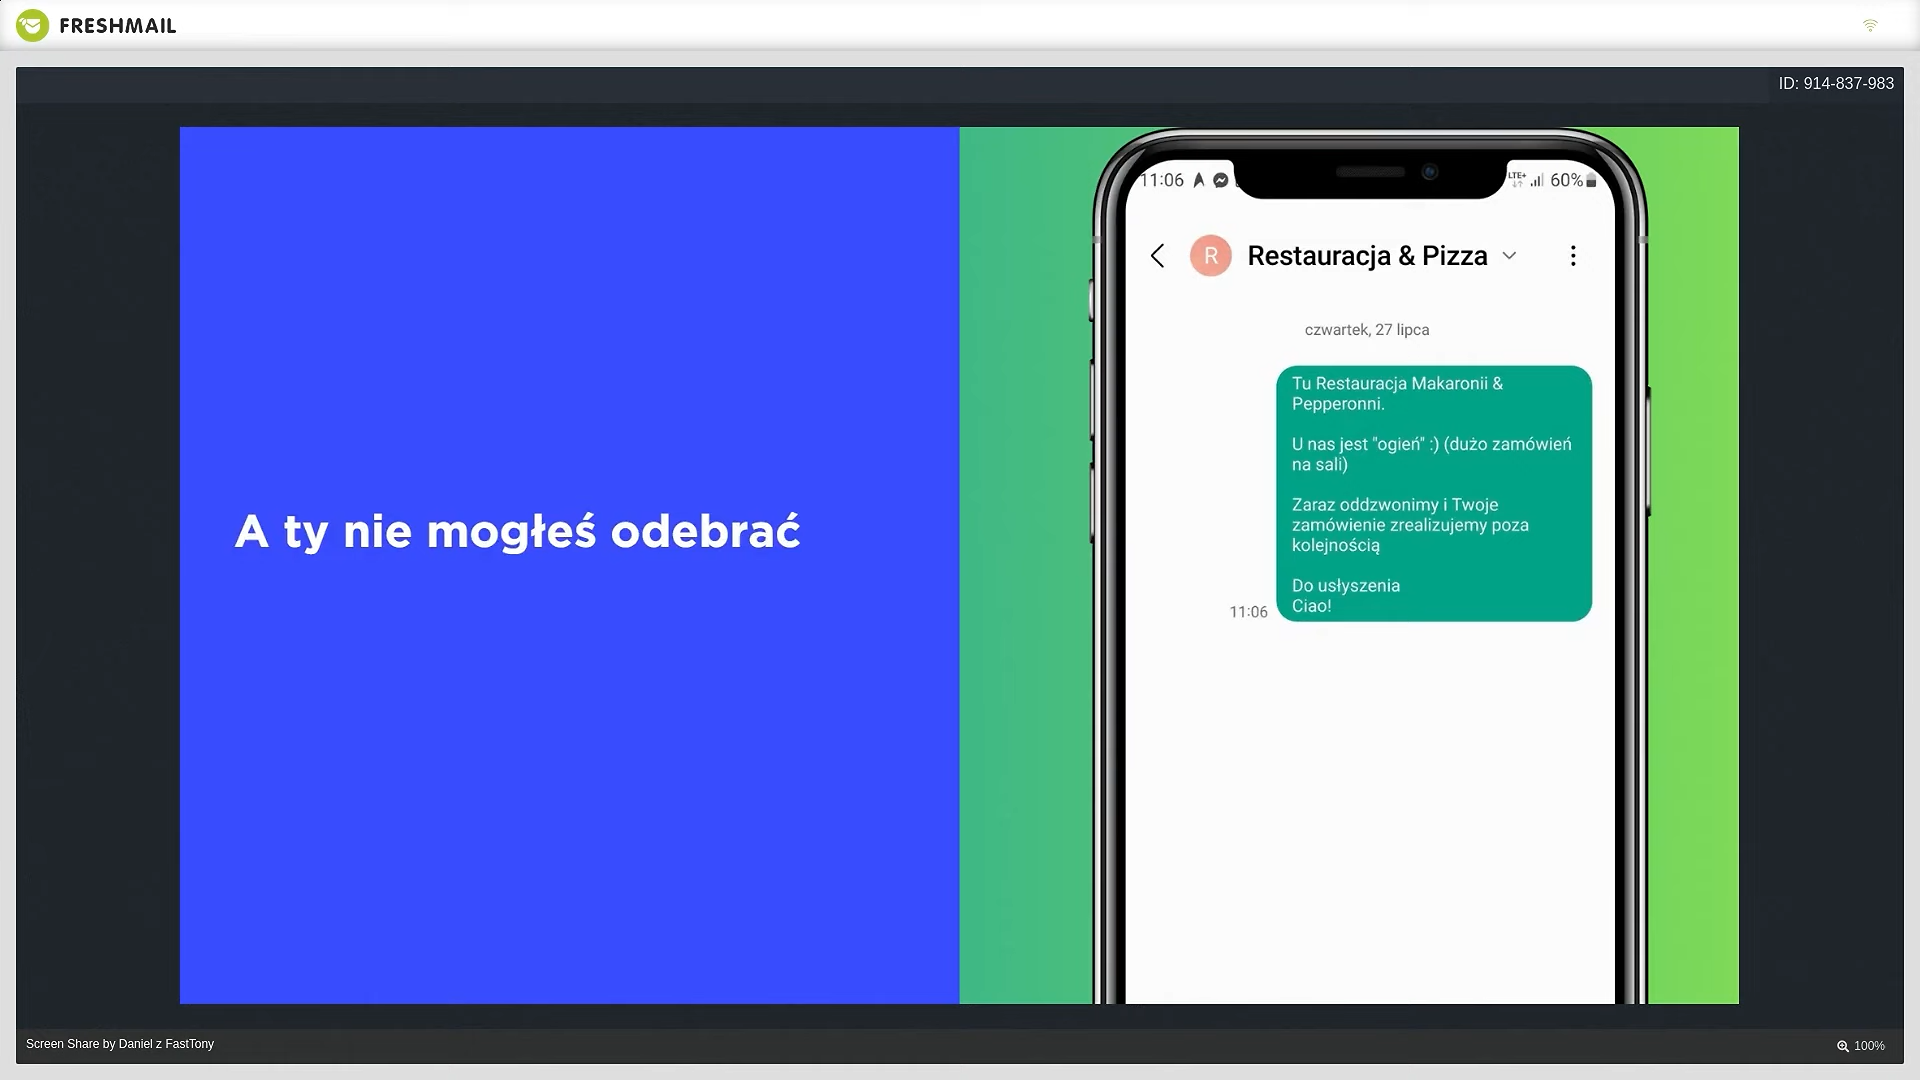 FRESHMAIL
ID: 914-837-983
A ty nie mogłeś odebrać
11:06
LTE+
60%
R
Restauracja & Pizza
czwartek, 27 lipca
Tu Restauracja Makaronii &
Pepperonni.
U nas jest "ogień" :) (dużo zamówień
na sali)
Zaraz oddzwonimy i Twoje
zamówienie zrealizujemy poza
kolejnością
Do usłyszenia
Ciao!
11:06
Screen Share by Daniel z FastTony
100%